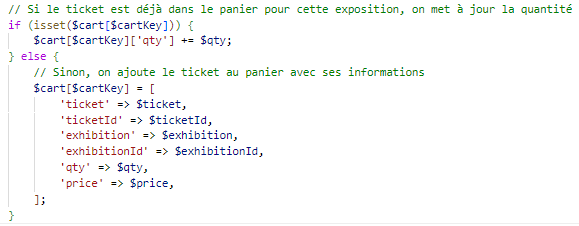 // Si le ticket est déjà dans le panier pour cette exposition, on met à jour la quantité
if (isset($cart[$cartKey])) {
    $cart[$cartKey]['qty'] += $qty;
} else {
    // Sinon, on ajoute le ticket au panier avec ses informations
    $cart[$cartKey] = [
        'ticket' => $ticket,
        'ticketId' => $ticketId,
        'exhibition' => $exhibition,
        'exhibitionId' => $exhibitionId,
        'qty' => $qty,
        'price' => $price,
    ];
}